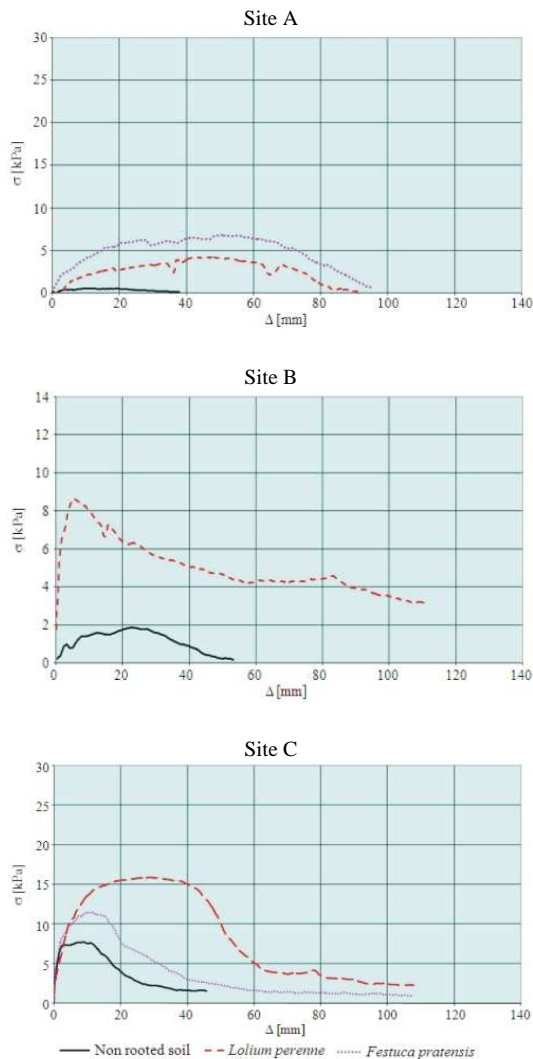 Site A
30
25
20
15
10
5
0
σ [kPa]
0 20 40 60 80 100 120 140
Δ [mm]
Site B
14
12
10
8
6
4
2
0
σ [kPa]
0 20 40 60 80 100 120 140
Δ [mm]
Site C
30
25
20
15
10
5
0
σ [kPa]
0 20 40 60 80 100 120 140
Δ [mm]
Non rooted soil Lolium perenne Festuca pratensis